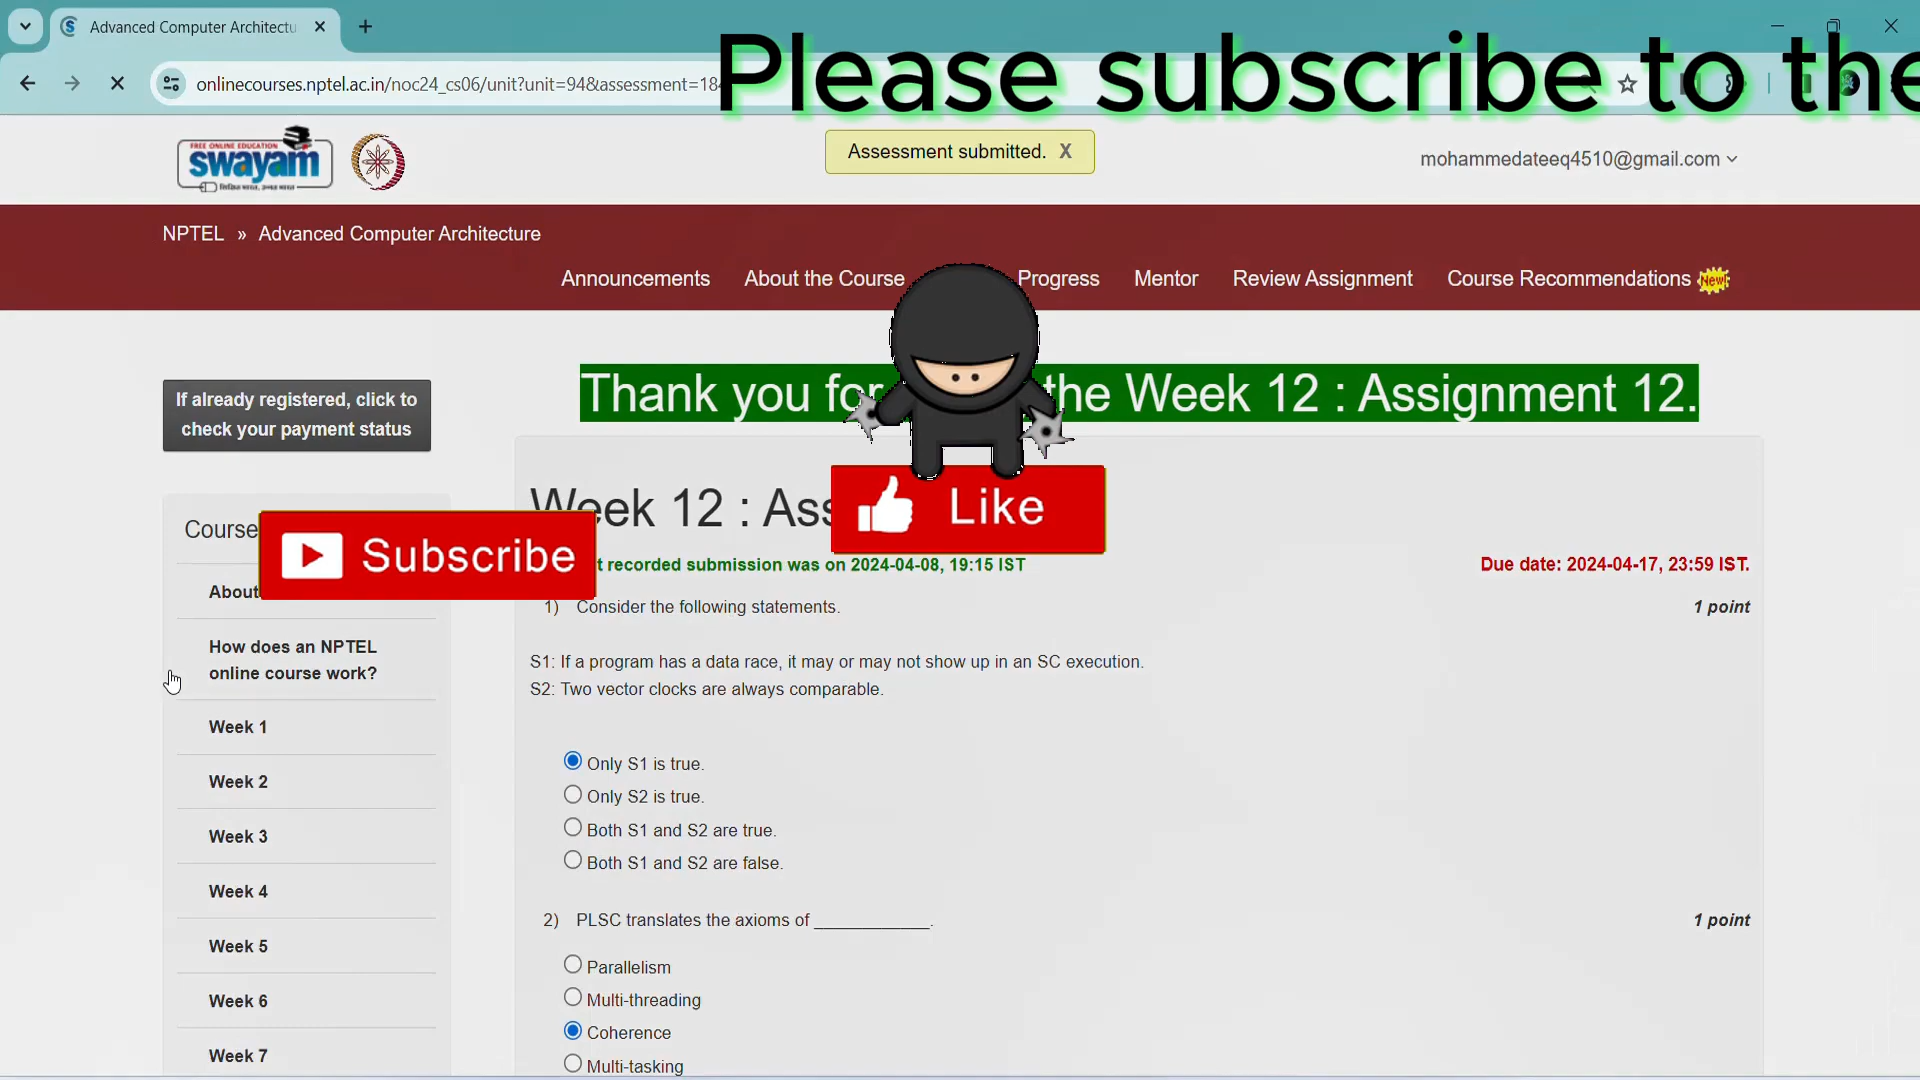 Advanced Computer Architectu
onlinecourses.nptel.ac.in/noc24_cs06/unit?unit=94&assessment=184
Please subscribe to the
FREE ONLINE EDUCATION
swayam
Assessment submitted. X
mohammedateeq4510@gmail.com
NPTEL » Advanced Computer Architecture
Announcements About the Course Progress Mentor Review Assignment Course Recommendations New!
If already registered, click to
check your payment status
Thank you for the Week 12 : Assignment 12.
Week 12 : Ass
Like
Course
Subscribe
t recorded submission was on 2024-04-08, 19:15 IST
Due date: 2024-04-17, 23:59 IST.
About
How does an NPTEL
online course work?
Week 1
Week 2
Week 3
Week 4
Week 5
Week 6
Week 7
1) Consider the following statements. 1 point
S1: If a program has a data race, it may or may not show up in an SC execution.
S2: Two vector clocks are always comparable.
Only S1 is true.
Only S2 is true.
Both S1 and S2 are true.
Both S1 and S2 are false.
2) PLSC translates the axioms of ____________. 1 point
Parallelism
Multi-threading
Coherence
Multi-tasking